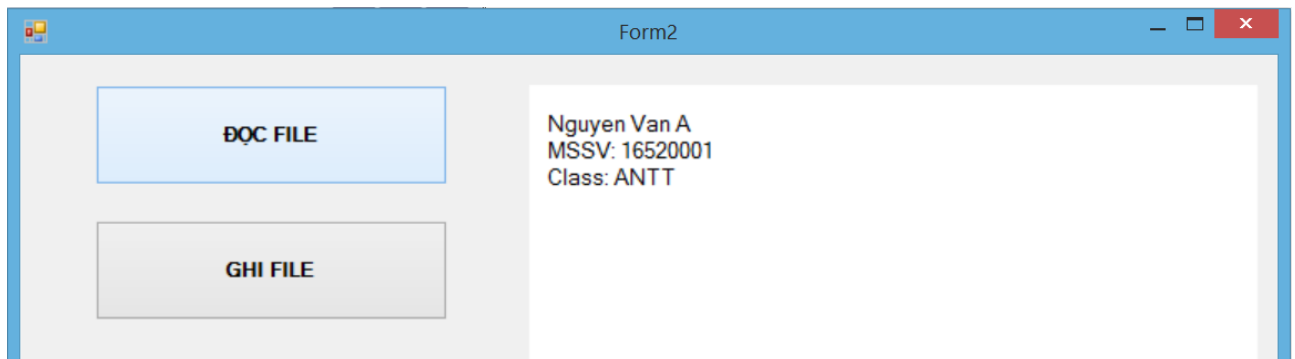 Form2
ĐỌC FILE
Nguyen Van A
MSSV: 16520001
Class: ANTT
GHI FILE